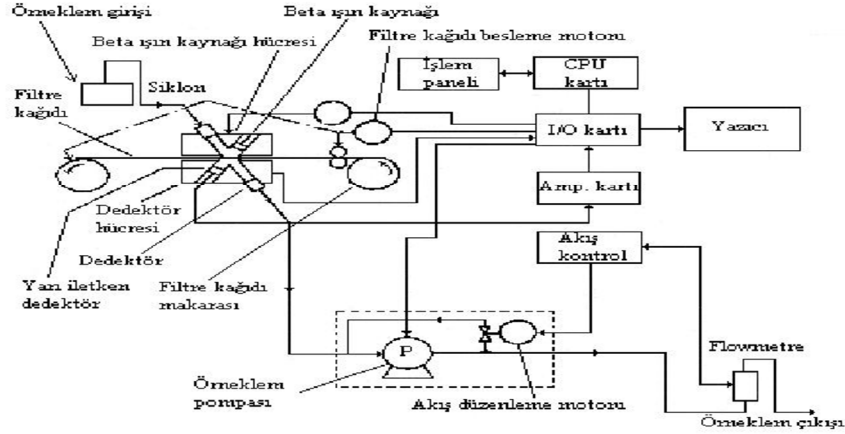 Örneklem girişi
Beta ışın kaynağı
Beta ışın kaynağı hücresi
Filtre kağıdı besleme motoru
Siklon
Filtre
kağıdı
İşlem
paneli
CPU
kartı
I/O kartı
Yazıcı
Amp. kartı
Dedektör
hücresi
Dedektör
Yarı iletken
dedektör
Filtre kağıdı
makarası
Akış
kontrol
P
Flowmetre
Örneklem
pompası
Akış düzenleme motoru
Örneklem çıkışı